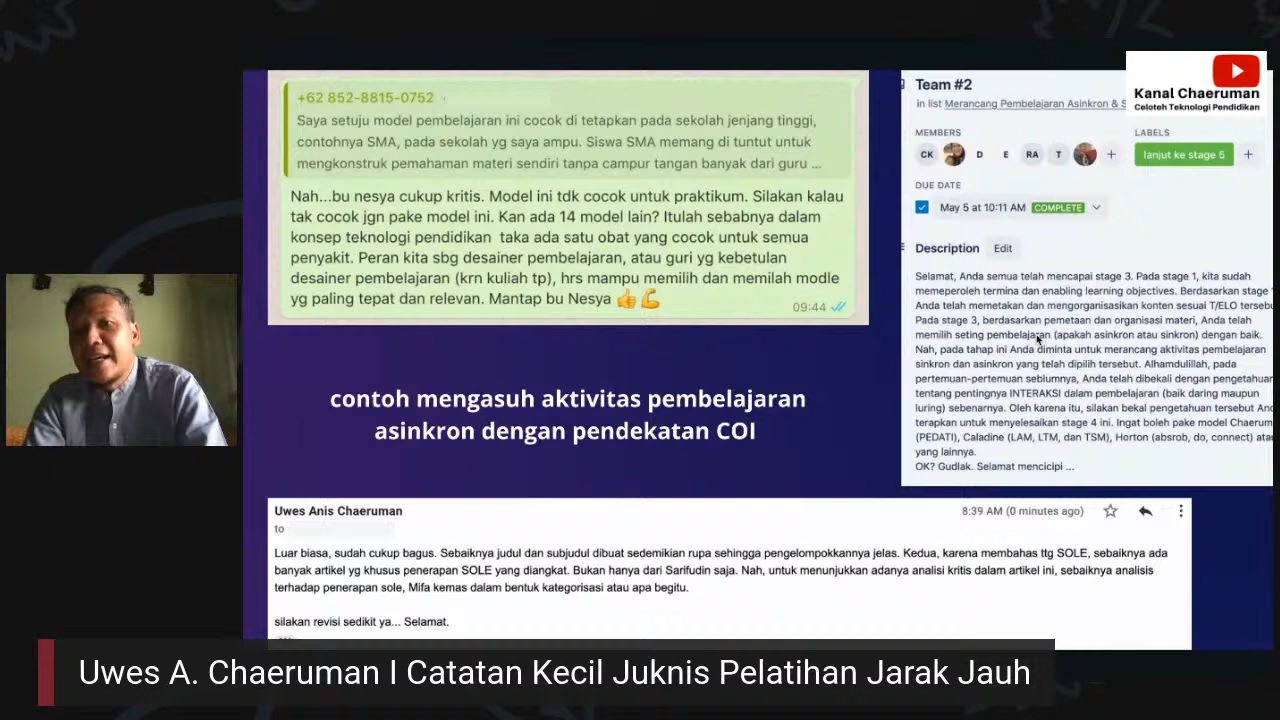 +62 852-8815-0752
Saya setuju model pembelajaran ini cocok di tetapkan pada sekolah jenjang tinggi,
contohnya SMA, pada sekolah yg saya ampu. Siswa SMA memang di tuntut untuk
mengkonstruk pemahaman materi sendiri tanpa campur tangan banyak dari guru ...
Nah...bu nesya cukup kritis. Model ini tdk cocok untuk praktikum. Silakan kalau
tak cocok jgn pake model ini. Kan ada 14 model lain? Itulah sebabnya dalam
konsep teknologi pendidikan taka ada satu obat yang cocok untuk semua
penyakit. Peran kita sbg desainer pembelajaran, atau guri yg kebetulan
desainer pembelajaran (krn kuliah tp), hrs mampu memilih dan memilah modle
yg paling tepat dan relevan. Mantap bu Nesya 👍💪
09:44
Team #2
in list Merancang Pembelajaran Asinkron & S
MEMBERS
LABELS
CK D E RA T +
lanjut ke stage 5 +
DUE DATE
May 5 at 10:11 AM COMPLETE
Description Edit
Selamat, Anda semua telah mencapai stage 3. Pada stage 1, kita sudah
memeperoleh termina dan enabling learning objectives. Berdasarkan stage
Anda telah memetakan dan mengorganisasikan konten sesuai T/ELO tersebu
Pada stage 3, berdasarkan pemetaan dan organisasi materi, Anda telah
memilih seting pembelajaran (apakah asinkron atau sinkron) dengan baik.
Nah, pada tahap ini Anda diminta untuk merancang aktivitas pembelajaran
sinkron dan asinkron yang telah dipilih tersebut. Alhamdulillah, pada
pertemuan-pertemuan seblumnya, Anda telah dibekali dengan pengetahuan
tentang pentingnya INTERAKSI dalam pembelajaran (baik daring maupun
luring) sebenarnya. Oleh karena itu, silakan bekal pengetahuan tersebut And
terapkan untuk menyelesaikan stage 4 ini. Ingat boleh pake model Chaerum
(PEDATI), Caladine (LAM, LTM, dan TSM), Horton (absrob, do, connect) atau
yang lainnya.
OK? Gudlak. Selamat mencicipi ...
Kanal Chaeruman
Celoteh Teknologi Pendidikan
contoh mengasuh aktivitas pembelajaran
asinkron dengan pendekatan COI
Uwes Anis Chaeruman
8:39 AM (0 minutes ago)
to
Luar biasa, sudah cukup bagus. Sebaiknya judul dan subjudul dibuat sedemikian rupa sehingga pengelompokkannya jelas. Kedua, karena membahas ttg SOLE, sebaiknya ada
banyak artikel yg khusus penerapan SOLE yang diangkat. Bukan hanya dari Sarifudin saja. Nah, untuk menunjukkan adanya analisi kritis dalam artikel ini, sebaiknya analisis
terhadap penerapan sole, Mifa kemas dalam bentuk kategorisasi atau apa begitu.
silakan revisi sedikit ya... Selamat.
Uwes A. Chaeruman I Catatan Kecil Juknis Pelatihan Jarak Jauh